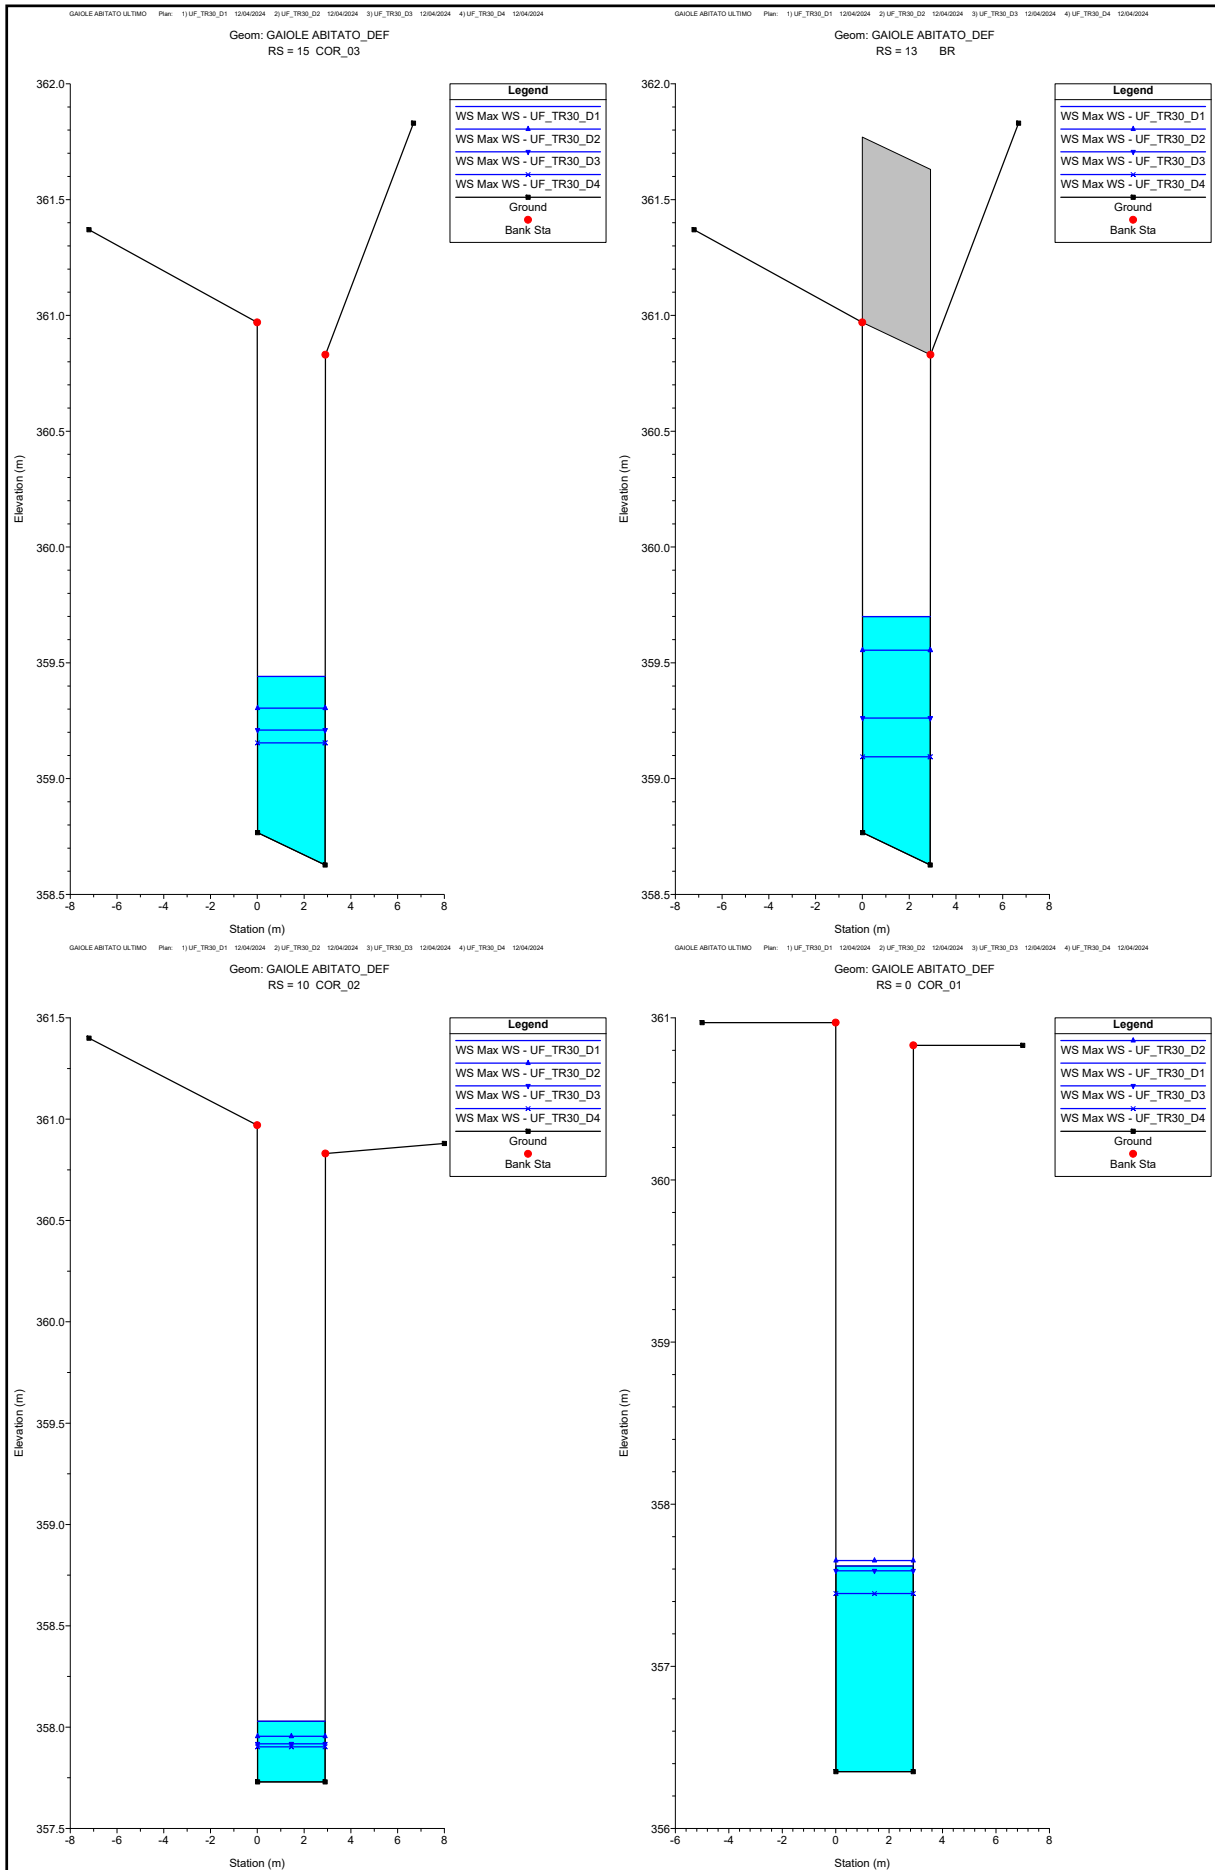 GAIOLE ABITATO ULTIMO Plan: 1) UF_TR30_D1 12/04/2024 2) UF_TR30_D2 12/04/2024 3) UF_TR30_D3 12/04/2024 4) UF_TR30_D4 12/04/2024
Geom: GAIOLE ABITATO_DEF
RS = 15 COR_03
Legend
WS Max WS - UF_TR30_D1
WS Max WS - UF_TR30_D2
WS Max WS - UF_TR30_D3
WS Max WS - UF_TR30_D4
Ground
Bank Sta
362.0
361.5
361.0
360.5
360.0
359.5
359.0
358.5
Elevation (m)
-8 -6 -4 -2 0 2 4 6 8
Station (m)
GAIOLE ABITATO ULTIMO Plan: 1) UF_TR30_D1 12/04/2024 2) UF_TR30_D2 12/04/2024 3) UF_TR30_D3 12/04/2024 4) UF_TR30_D4 12/04/2024
Geom: GAIOLE ABITATO_DEF
RS = 13 BR
Legend
WS Max WS - UF_TR30_D1
WS Max WS - UF_TR30_D2
WS Max WS - UF_TR30_D3
WS Max WS - UF_TR30_D4
Ground
Bank Sta
362.0
361.5
361.0
360.5
360.0
359.5
359.0
358.5
Elevation (m)
-8 -6 -4 -2 0 2 4 6 8
Station (m)
GAIOLE ABITATO ULTIMO Plan: 1) UF_TR30_D1 12/04/2024 2) UF_TR30_D2 12/04/2024 3) UF_TR30_D3 12/04/2024 4) UF_TR30_D4 12/04/2024
Geom: GAIOLE ABITATO_DEF
RS = 10 COR_02
Legend
WS Max WS - UF_TR30_D1
WS Max WS - UF_TR30_D2
WS Max WS - UF_TR30_D3
WS Max WS - UF_TR30_D4
Ground
Bank Sta
361.5
361.0
360.5
360.0
359.5
359.0
358.5
358.0
357.5
Elevation (m)
-8 -6 -4 -2 0 2 4 6 8
Station (m)
GAIOLE ABITATO ULTIMO Plan: 1) UF_TR30_D1 12/04/2024 2) UF_TR30_D2 12/04/2024 3) UF_TR30_D3 12/04/2024 4) UF_TR30_D4 12/04/2024
Geom: GAIOLE ABITATO_DEF
RS = 0 COR_01
Legend
WS Max WS - UF_TR30_D2
WS Max WS - UF_TR30_D1
WS Max WS - UF_TR30_D3
WS Max WS - UF_TR30_D4
Ground
Bank Sta
361
360
359
358
357
356
Elevation (m)
-6 -4 -2 0 2 4 6 8
Station (m)